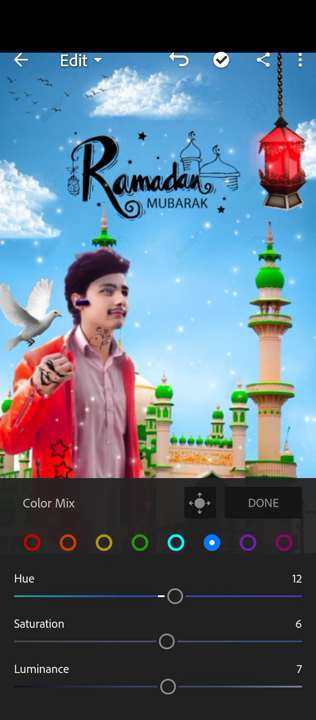 Edit
Ramadan
MUBARAK
Color Mix
DONE
Hue 12
Saturation 6
Luminance 7